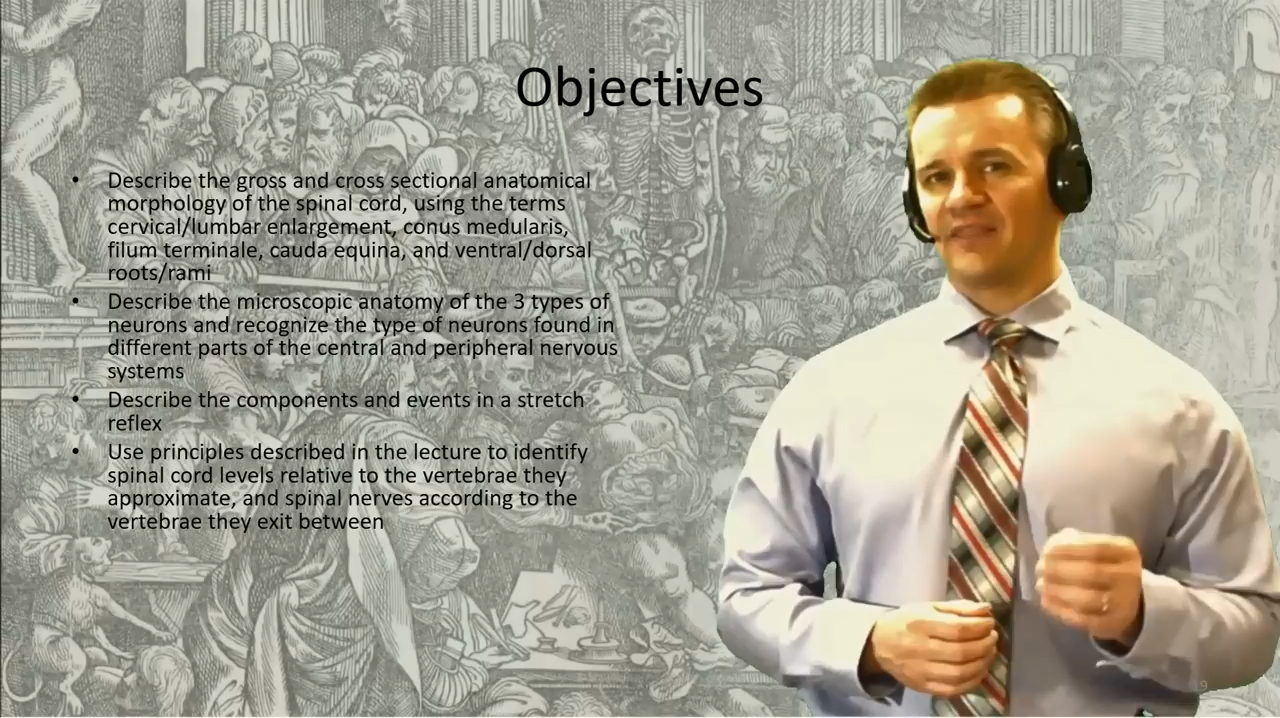 Objectives
• Describe the gross and cross sectional anatomical
morphology of the spinal cord, using the terms
cervical/lumbar enlargement, conus medularis,
filum terminale, cauda equina, and ventral/dorsal
roots/rami
• Describe the microscopic anatomy of the 3 types of
neurons and recognize the type of neurons found in
different parts of the central and peripheral nervous
systems
• Describe the components and events in a stretch
reflex
• Use principles described in the lecture to identify
spinal cord levels relative to the vertebrae they
approximate, and spinal nerves according to the
vertebrae they exit between